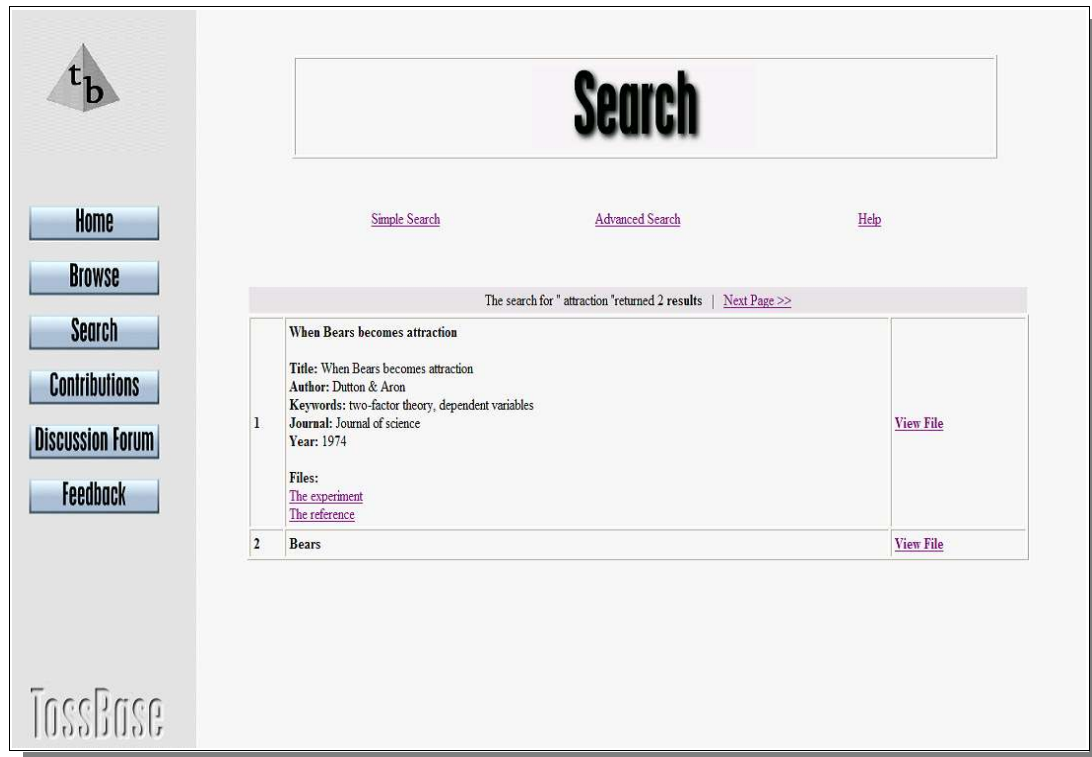 tb
Search
Home
Browse
Search
Contributions
Discussion Forum
Feedback
Simple Search Advanced Search Help
The search for " attraction "returned 2 results | Next Page >>
When Bears becomes attraction
Title: When Bears becomes attraction
Author: Dutton & Aron
Keywords: two-factor theory, dependent variables
1 Journal: Journal of science View File
Year: 1974
Files:
The experiment
The reference
2 Bears View File
TossBase